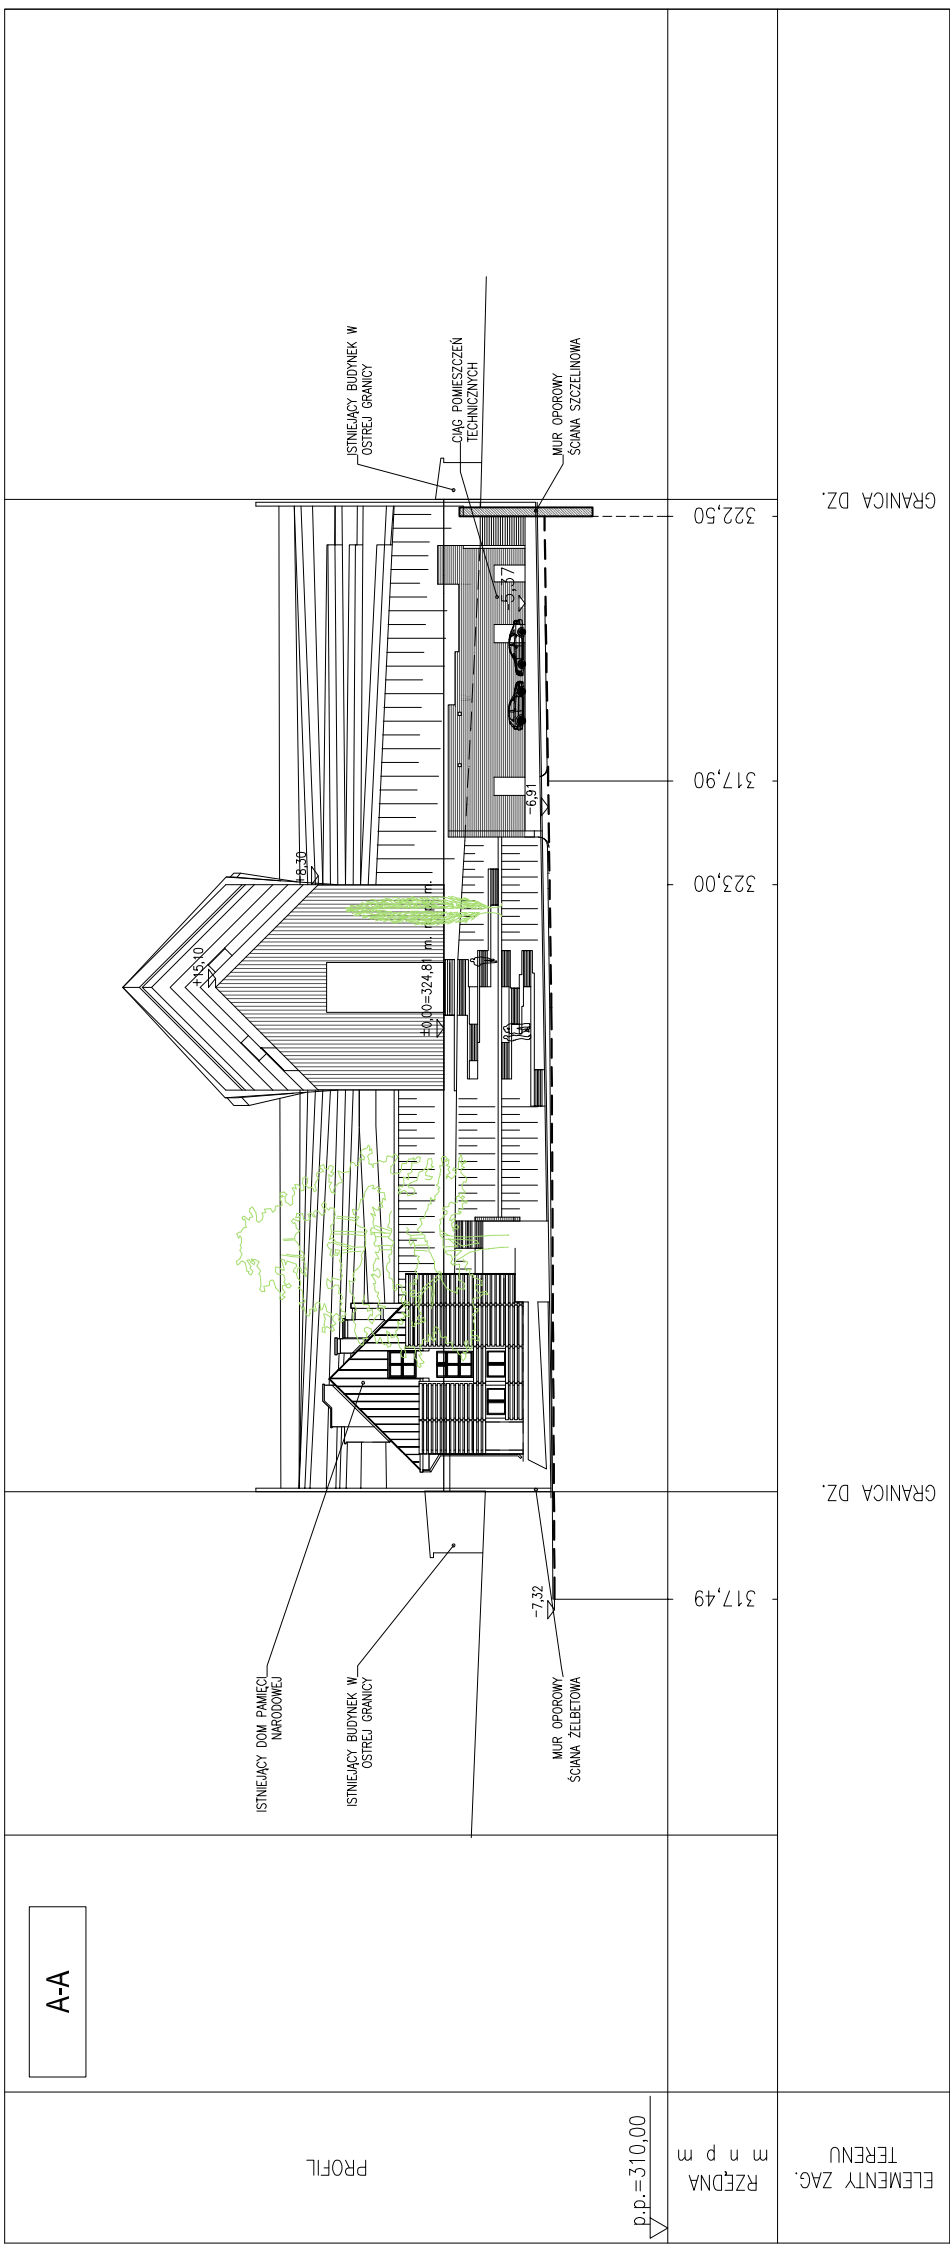 A-A
PROFIL
p.p.=310,00
RZĘDNA
m n p m
ELEMENTY ZAG.
TERENU
ISTNIEJĄCY DOM PAMIĘCI
NARODOWEJ
ISTNIEJĄCY BUDYNEK W
OSTREJ GRANICY
MUR OPOROWY
ŚCIANA ŻELBETOWA
-7,32
317,49
GRANICA DZ.
+15,10
+8,30
±0,00=324,81 m. n. p. m.
323,00
-6,91
317,90
-5,37
322,50
GRANICA DZ.
ISTNIEJĄCY BUDYNEK W
OSTREJ GRANICY
CIĄG POMIESZCZEŃ
TECHNICZNYCH
MUR OPOROWY
ŚCIANA SZCZELINOWA